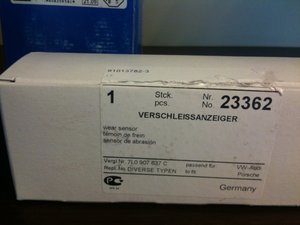 91013762-3
1 Stck. pcs. Nr. No 23362
VERSCHLEISSANZEIGER
wear sensor
témoin de frein
sensor de abrasión
Vergl.Nr. 7L0 907 637 C passend für: VW-Audi
Repl.No. DIVERSE TYPEN to fit Porsche
Germany